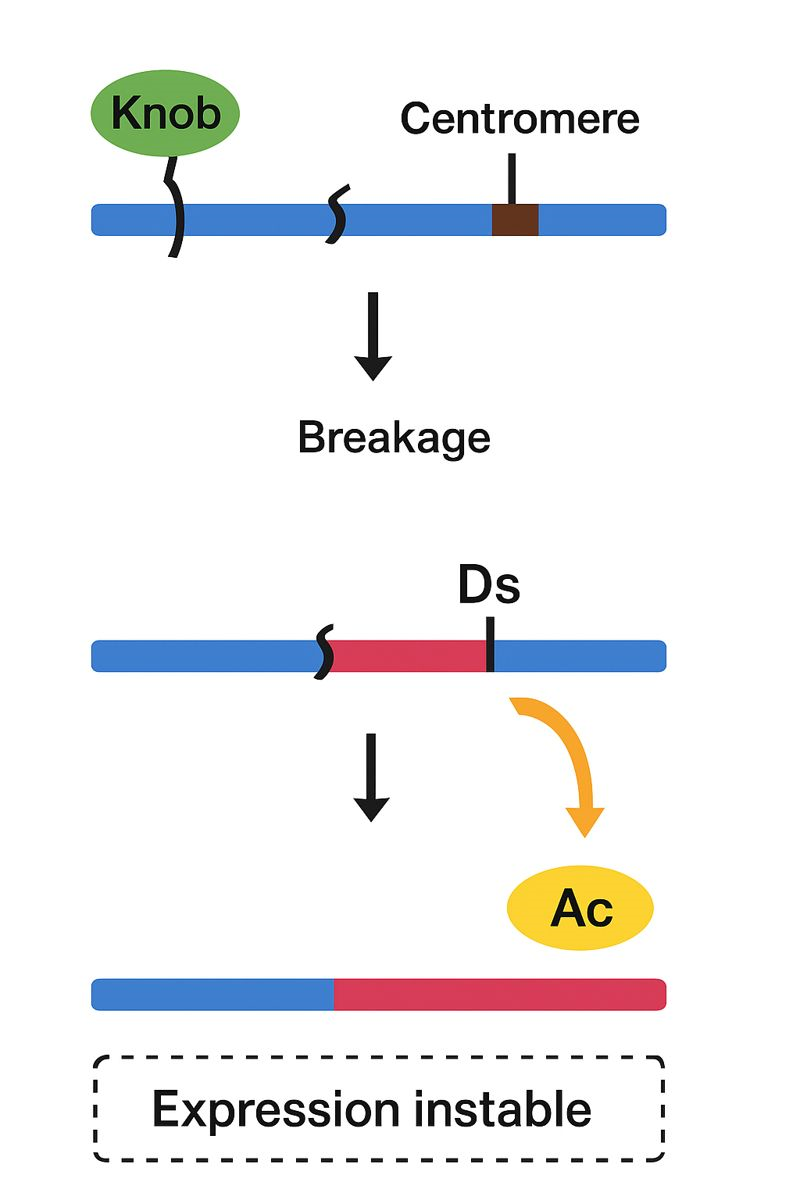 Knob
Centromere
Breakage
Ds
Ac
Expression instable